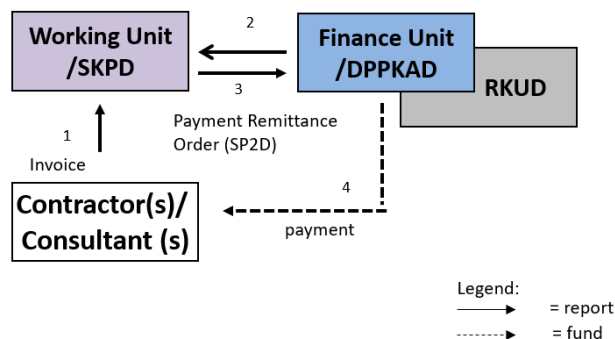 Working Unit
/SKPD
2
Finance Unit
/DPPKAD
RKUD
3
Payment Remittance
Order (SP2D)
1
Invoice
Contractor(s)/
Consultant (s)
4
payment
Legend:
= report
= fund